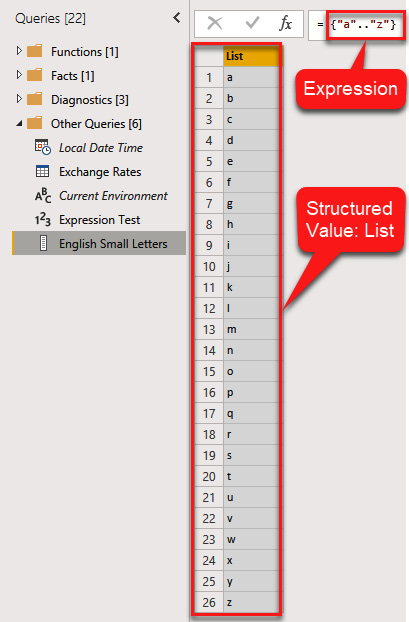 Queries [22]
Functions [1]
Facts [1]
Diagnostics [3]
Other Queries [6]
Local Date Time
Exchange Rates
ABC Current Environment
123 Expression Test
English Small Letters
fx
= {"a".."z"}
Expression
List
1 a
2 b
3 c
4 d
5 e
6 f
7 g
8 h
9 i
10 j
11 k
12 l
13 m
14 n
15 o
16 p
17 q
18 r
19 s
20 t
21 u
22 v
23 w
24 x
25 y
26 z
Structured
Value: List